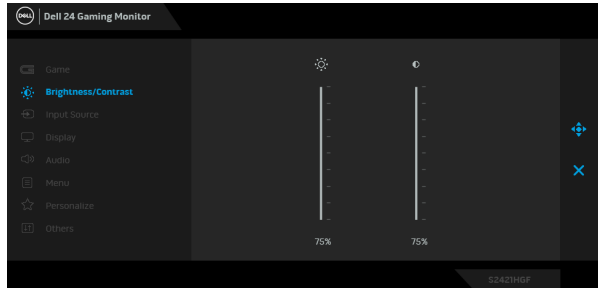 DELL
Dell 24 Gaming Monitor
Game
Brightness/Contrast
Input Source
Display
Audio
Menu
Personalize
Others
75%
75%
S2421HGF